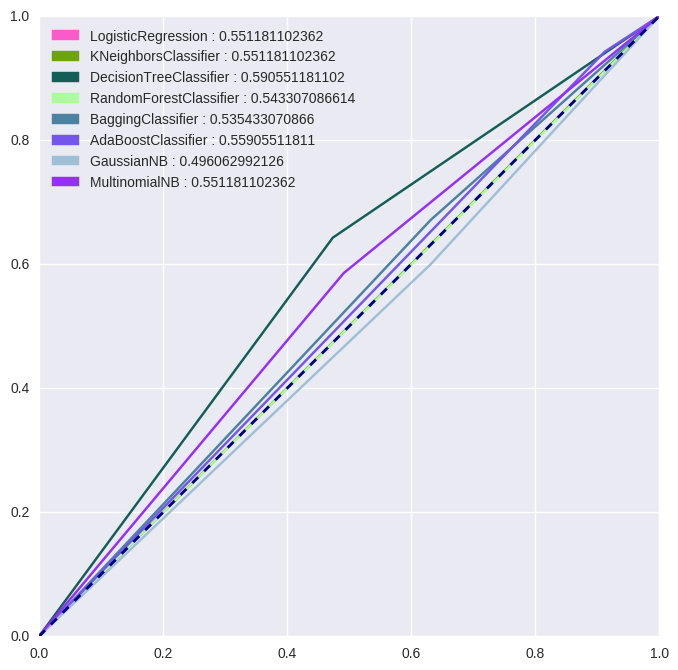 LogisticRegression : 0.551181102362
KNeighborsClassifier : 0.551181102362
DecisionTreeClassifier : 0.590551181102
RandomForestClassifier : 0.543307086614
BaggingClassifier : 0.535433070866
AdaBoostClassifier : 0.55905511811
GaussianNB : 0.496062992126
MultinomialNB : 0.551181102362
1.0
0.8
0.6
0.4
0.2
0.0
0.0 0.2 0.4 0.6 0.8 1.0